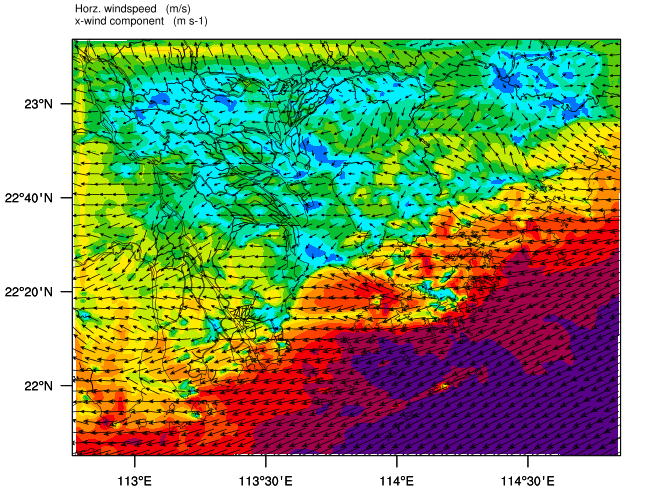 Horz. windspeed (m/s)
x-wind component (m s-1)
23°N
22°40'N
22°20'N
22°N
113°E
113°30'E
114°E
114°30'E